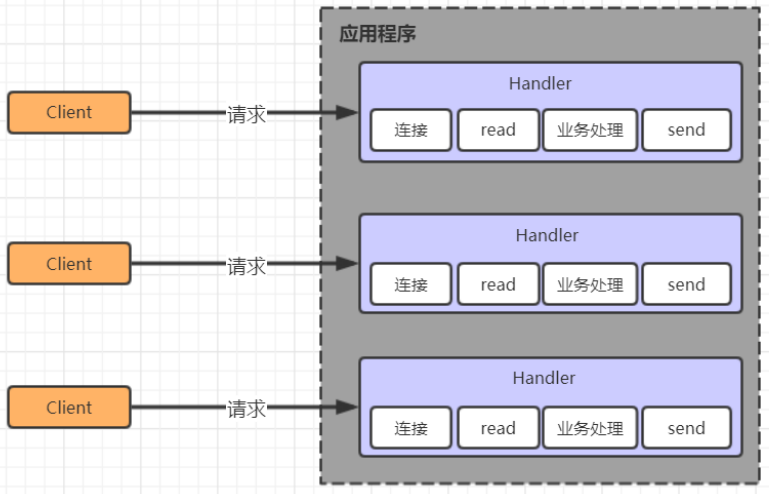 应用程序
Client
请求
Handler
连接
read
业务处理
send
Client
请求
Handler
连接
read
业务处理
send
Client
请求
Handler
连接
read
业务处理
send